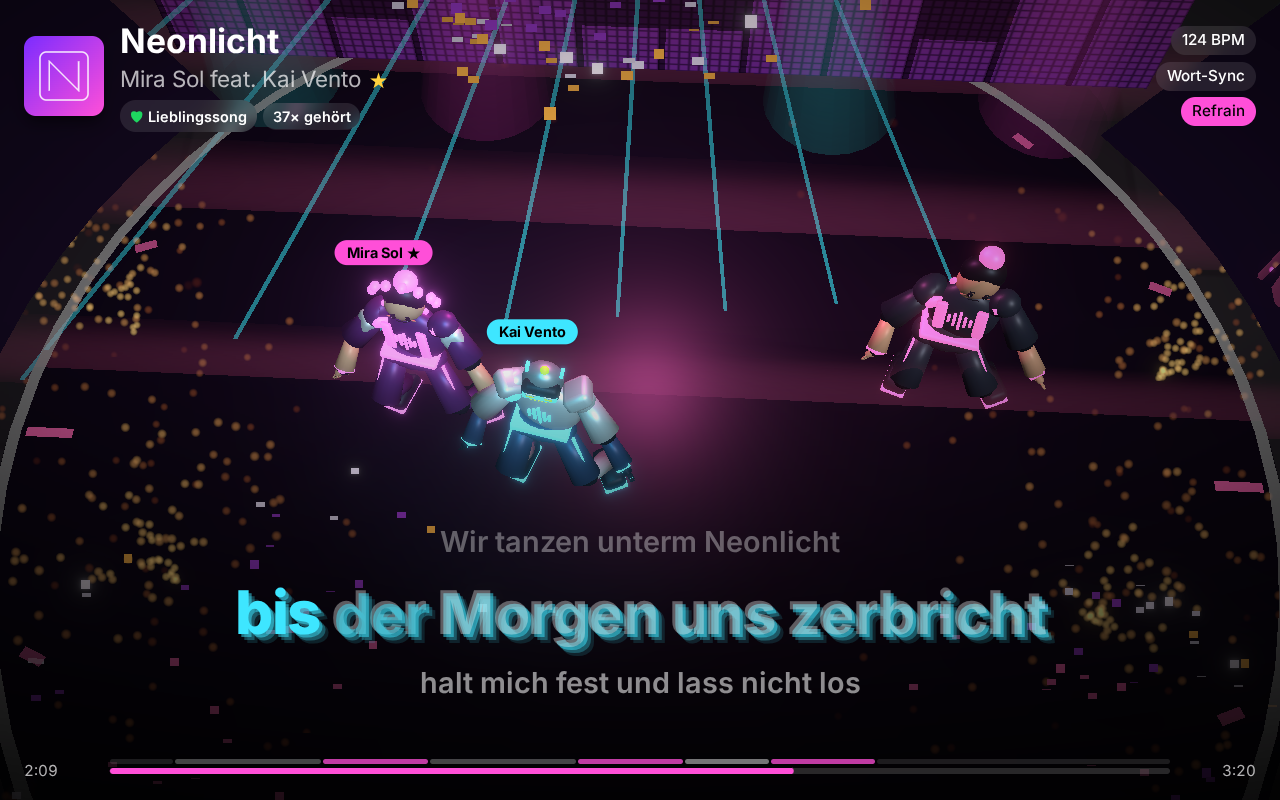 N
Neonlicht
Mira Sol feat. Kai Vento ★
Lieblingssong
37× gehört
124 BPM
Wort-Sync
Refrain
Mira Sol ★
Kai Vento
Wir tanzen unterm Neonlicht
bis der Morgen uns zerbricht
halt mich fest und lass nicht los
2:09
3:20